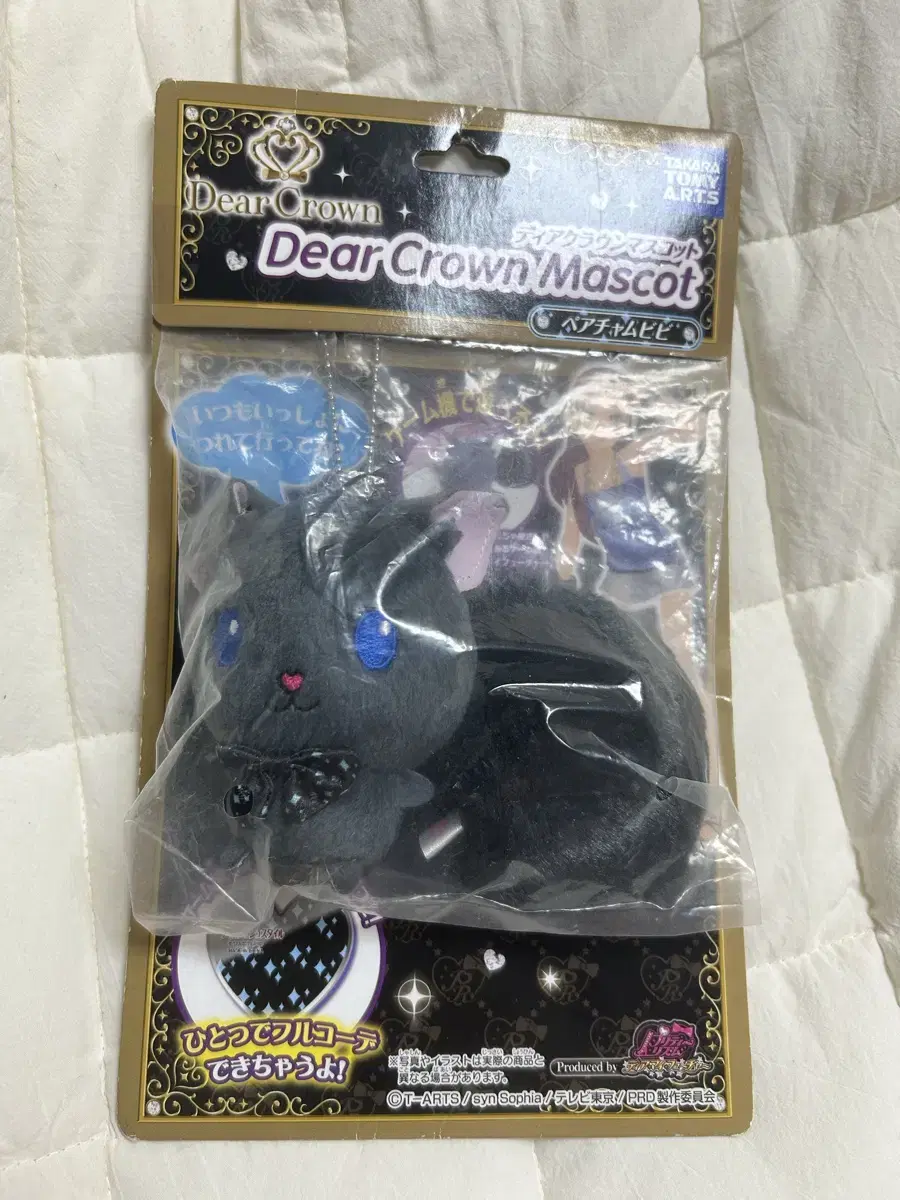 Dear Crown
TAKARA
TOMY
A.R.T.S
ディアクラウンマスコット
Dear Crown Mascot
ペアチャムビビ
いつもいっしょ
つれて行って
ひとつでフルコーデ
できちゃうよ!
※写真やイラストは実際の商品と
異なる場合があります。
Produced by
©T-ARTS / syn Sophia / テレビ東京 / PRD 製作委員会